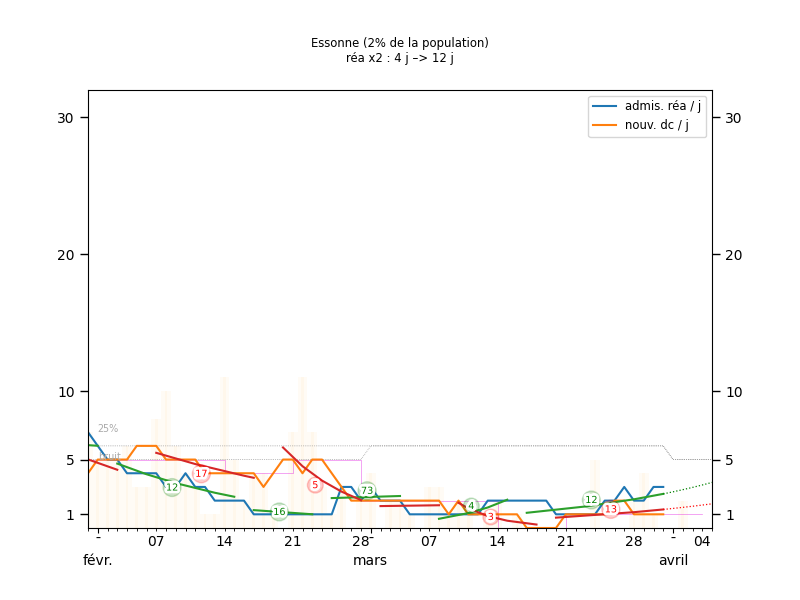 Essonne (2% de la population)
réa x2 : 4 j –> 12 j
admis. réa / j
nouv. dc / j
30 30
20 20
10 10
25%
bruit
5 5
17
5
12
73
12
4
16
13
3
1 1
- 07 14 21 28 - 07 14 21 28 - 04
févr. mars avril